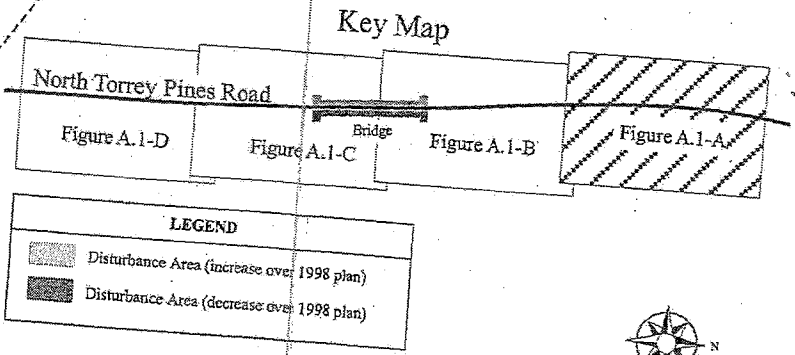 Key Map
North Torrey Pines Road
Bridge
Figure A.1-D
Figure A.1-C
Figure A.1-B
Figure A.1-A
LEGEND
Disturbance Area (increase over 1998 plan)
Disturbance Area (decrease over 1998 plan)
N